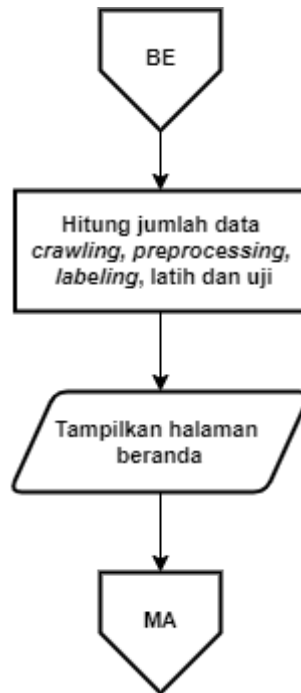 BE
Hitung jumlah data
crawling, preprocessing,
labeling, latih dan uji
Tampilkan halaman
beranda
MA